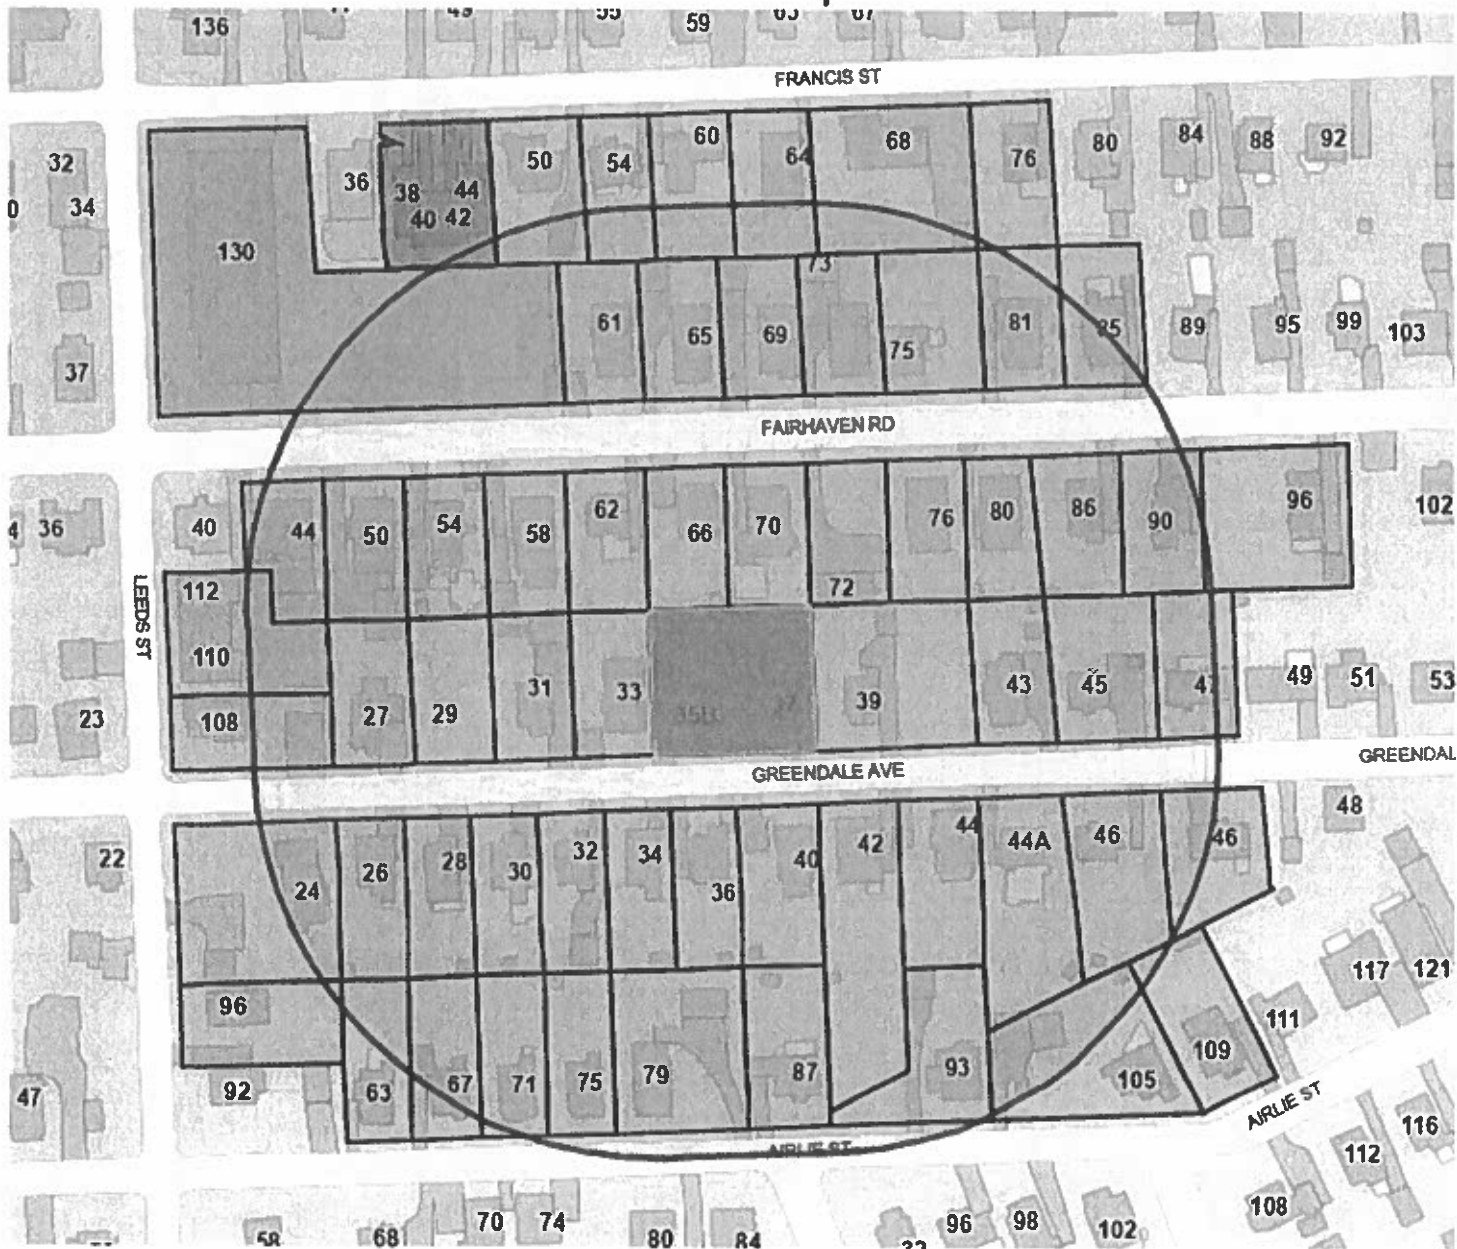 136 59 67
FRANCIS ST
32 36 38 44 50 54 60 64 68 76 80 84 88 92
34 40 42
130
73
61 65 69 75 81 85 89 95 99 103
37
FAIRHAVEN RD
36 40 44 50 54 58 62 66 70 76 80 86 90 96 102
112 72
LEEDS ST
110
23 108 27 29 31 33 39 43 45 47 49 51 53
GREENDALE AVE GREENDAL
22 24 26 28 30 32 34 36 40 42 44 44A 46 46 48
117 121
96 111
47 92 63 67 71 75 79 87 93 105 109
AIRLIE ST
AIRLIE ST
116
112
108
58 68 70 74 80 84 96 98 102